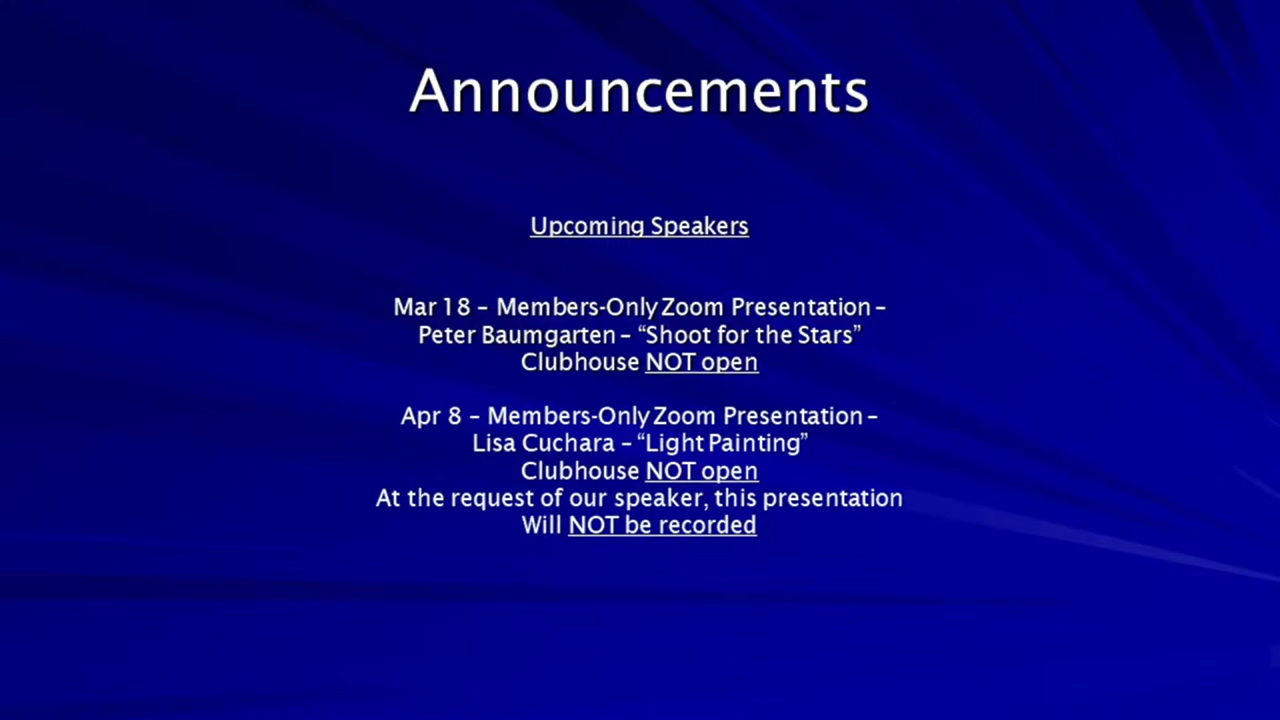 Announcements
Upcoming Speakers
Mar 18 – Members-Only Zoom Presentation –
Peter Baumgarten – “Shoot for the Stars”
Clubhouse NOT open
Apr 8 – Members-Only Zoom Presentation –
Lisa Cuchara – “Light Painting”
Clubhouse NOT open
At the request of our speaker, this presentation
Will NOT be recorded